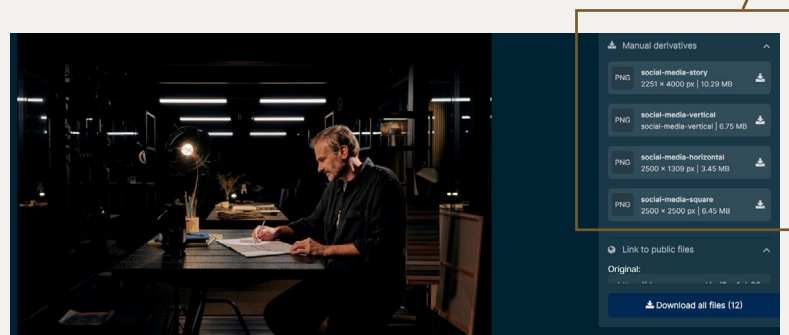 Manual derivatives
PNG
social-media-story
2251 × 4000 px | 10.29 MB
PNG
social-media-vertical
social-media-vertical | 6.75 MB
PNG
social-media-horizontal
2500 × 1309 px | 3.45 MB
PNG
social-media-square
2500 × 2500 px | 6.45 MB
Link to public files
Original:
Download all files (12)